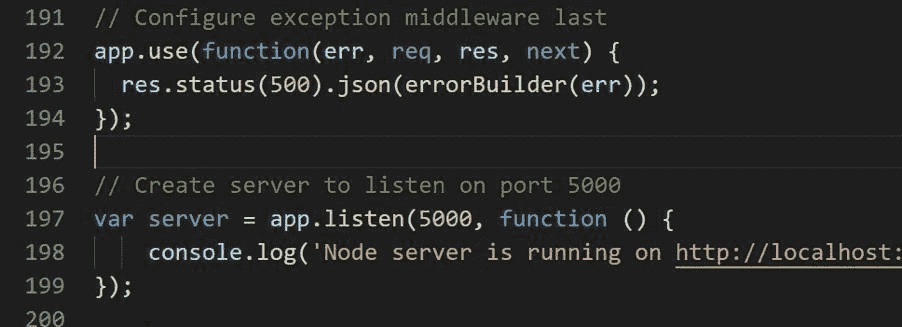 191 // Configure exception middleware last
192 app.use(function(err, req, res, next) {
193 res.status(500).json(errorBuilder(err));
194 });
195
196 // Create server to listen on port 5000
197 var server = app.listen(5000, function () {
198 console.log('Node server is running on http://localhost:
199 });
200